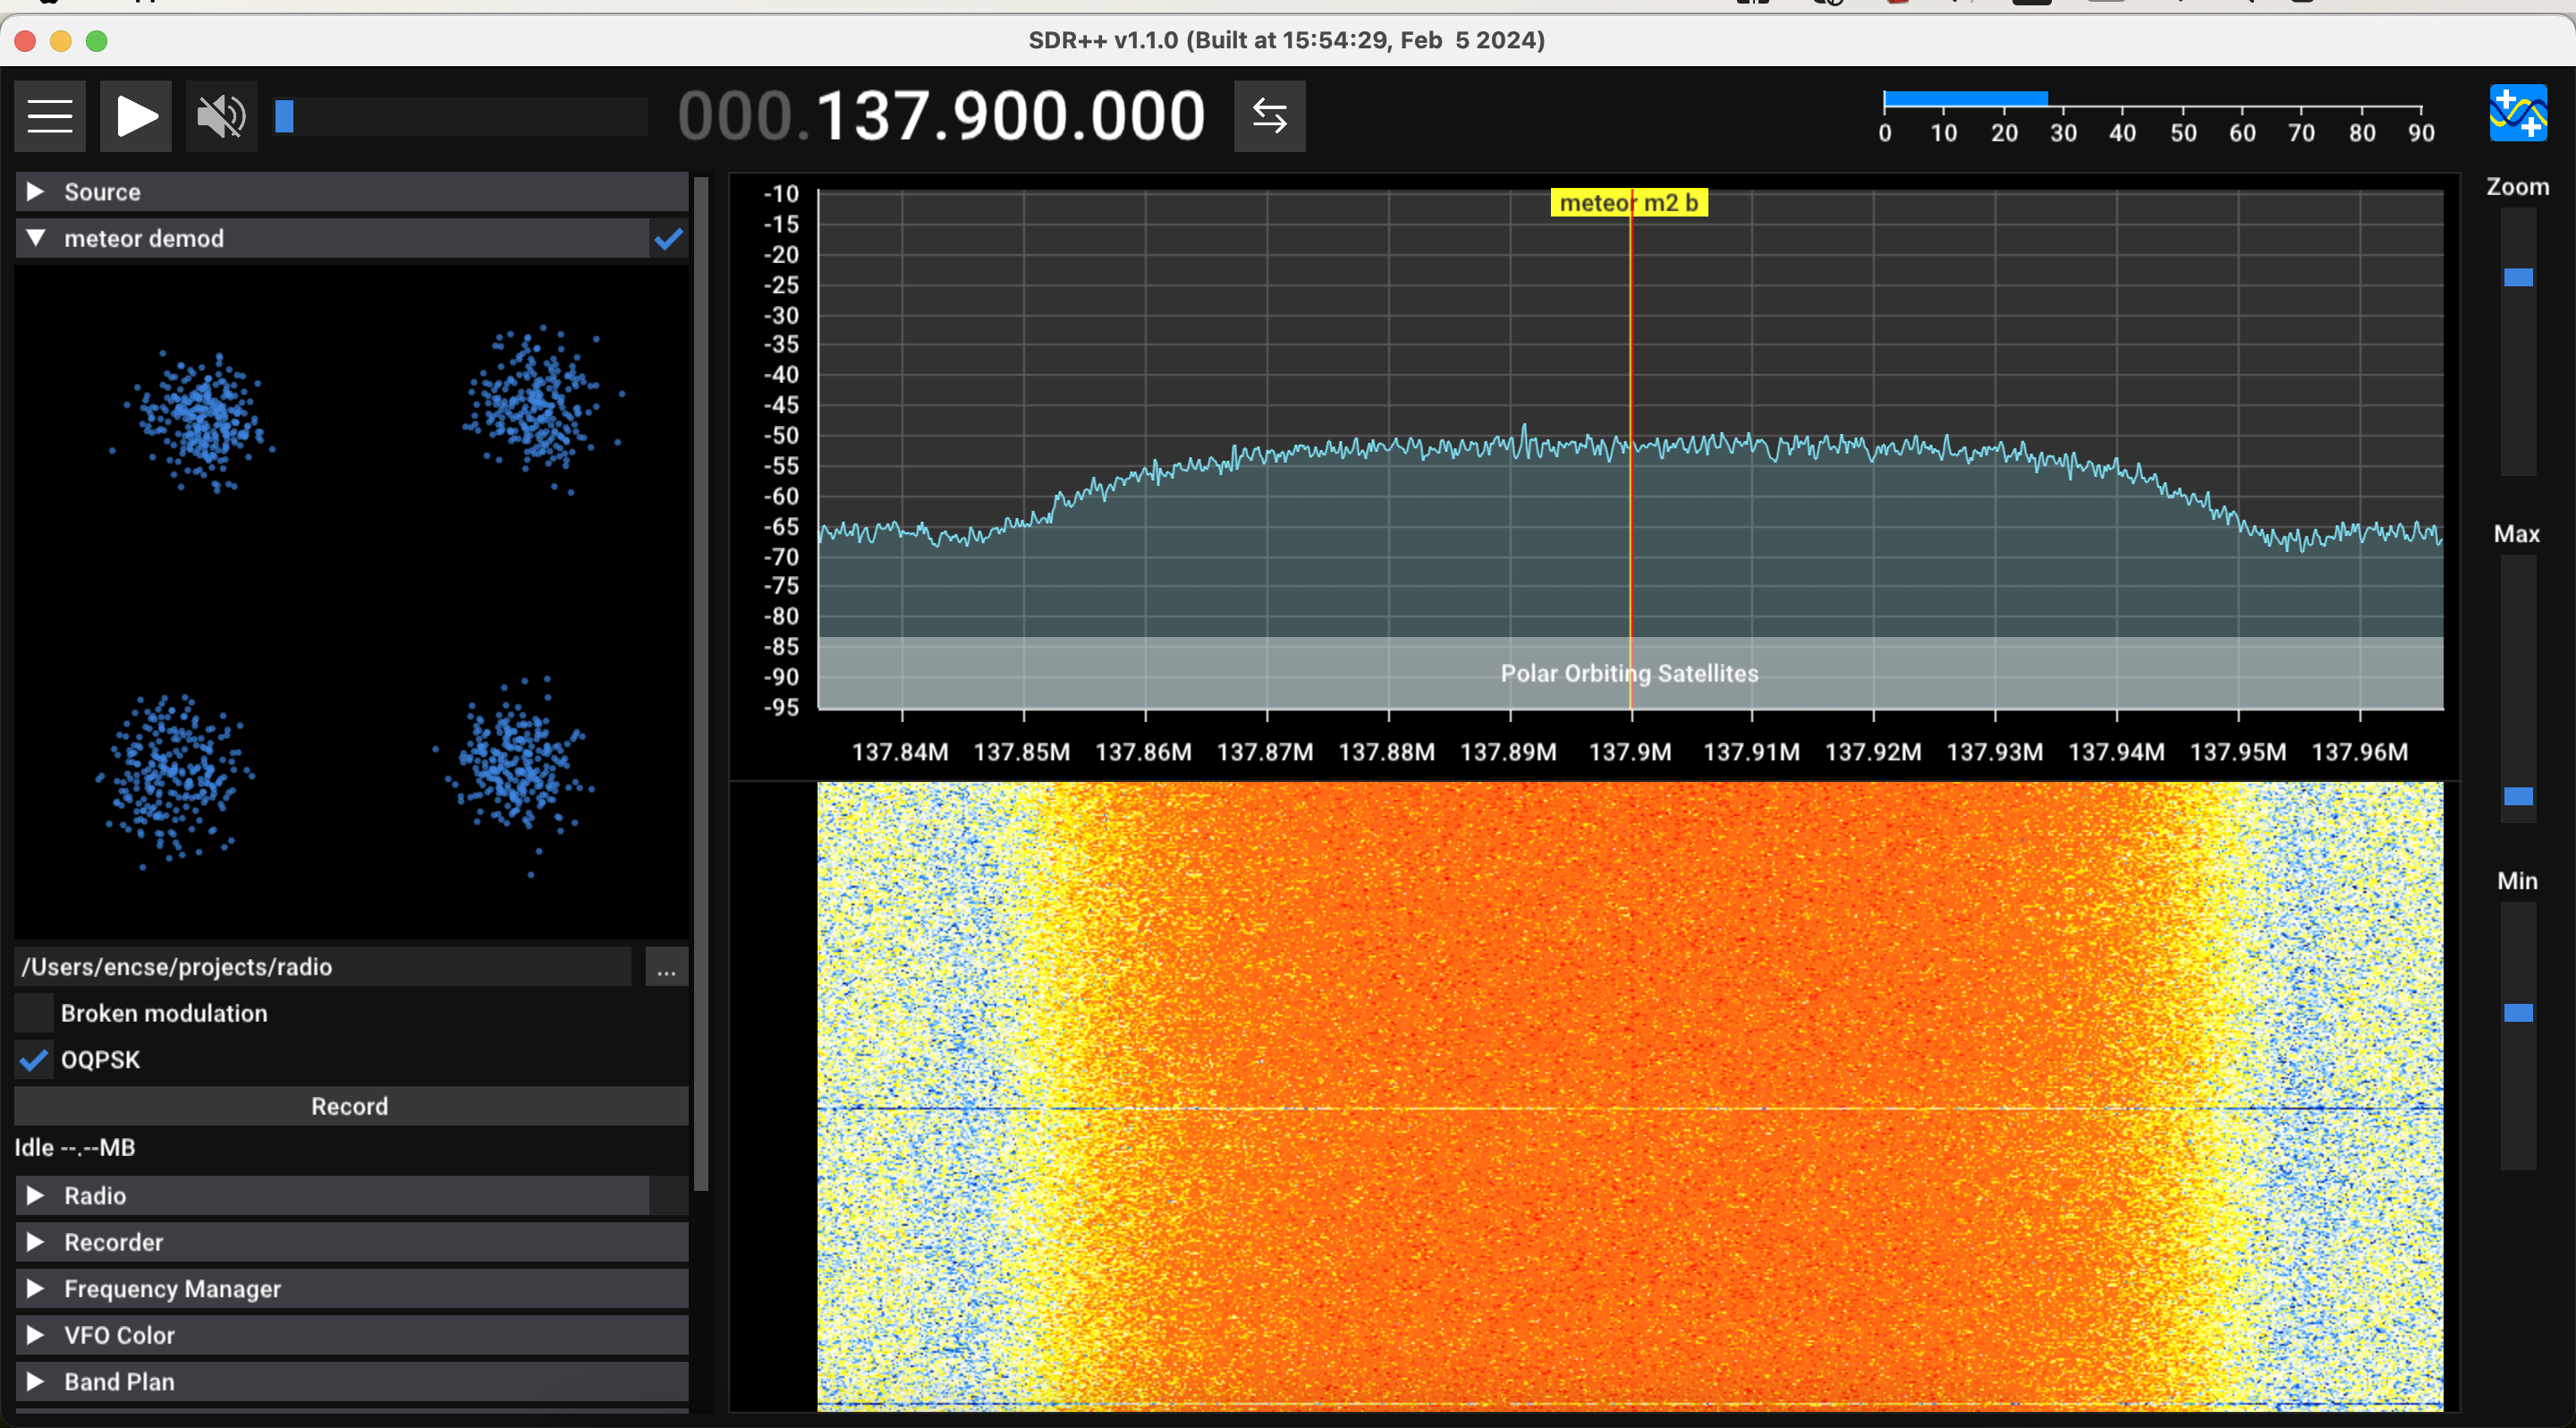 SDR++ v1.1.0 (Built at 15:54:29, Feb 5 2024)
000.137.900.000
0 10 20 30 40 50 60 70 80 90
Source
meteor demod
/Users/encse/projects/radio
...
Broken modulation
OQPSK
Record
Idle --.--MB
Radio
Recorder
Frequency Manager
VFO Color
Band Plan
meteor m2 b
-10
-15
-20
-25
-30
-35
-40
-45
-50
-55
-60
-65
-70
-75
-80
-85
-90
-95
Polar Orbiting Satellites
137.84M 137.85M 137.86M 137.87M 137.88M 137.89M 137.9M 137.91M 137.92M 137.93M 137.94M 137.95M 137.96M
Zoom
Max
Min